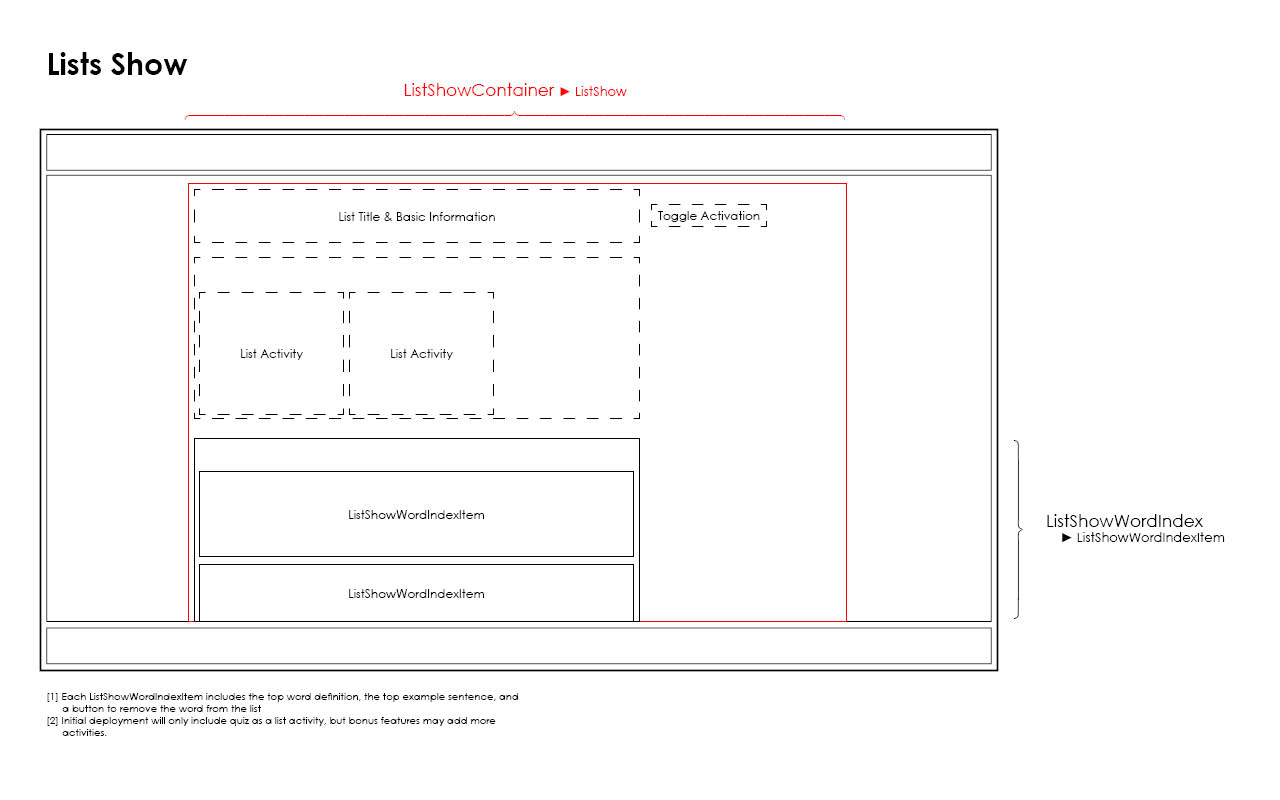 Lists Show
ListShowContainer ► ListShow
List Title & Basic Information
Toggle Activation
List Activity
List Activity
ListShowWordIndexItem
ListShowWordIndex
► ListShowWordIndexItem
ListShowWordIndexItem
[1] Each ListShowWordIndexItem includes the top word definition, the top example sentence, and
a button to remove the word from the list
[2] Initial deployment will only include quiz as a list activity, but bonus features may add more
activities.